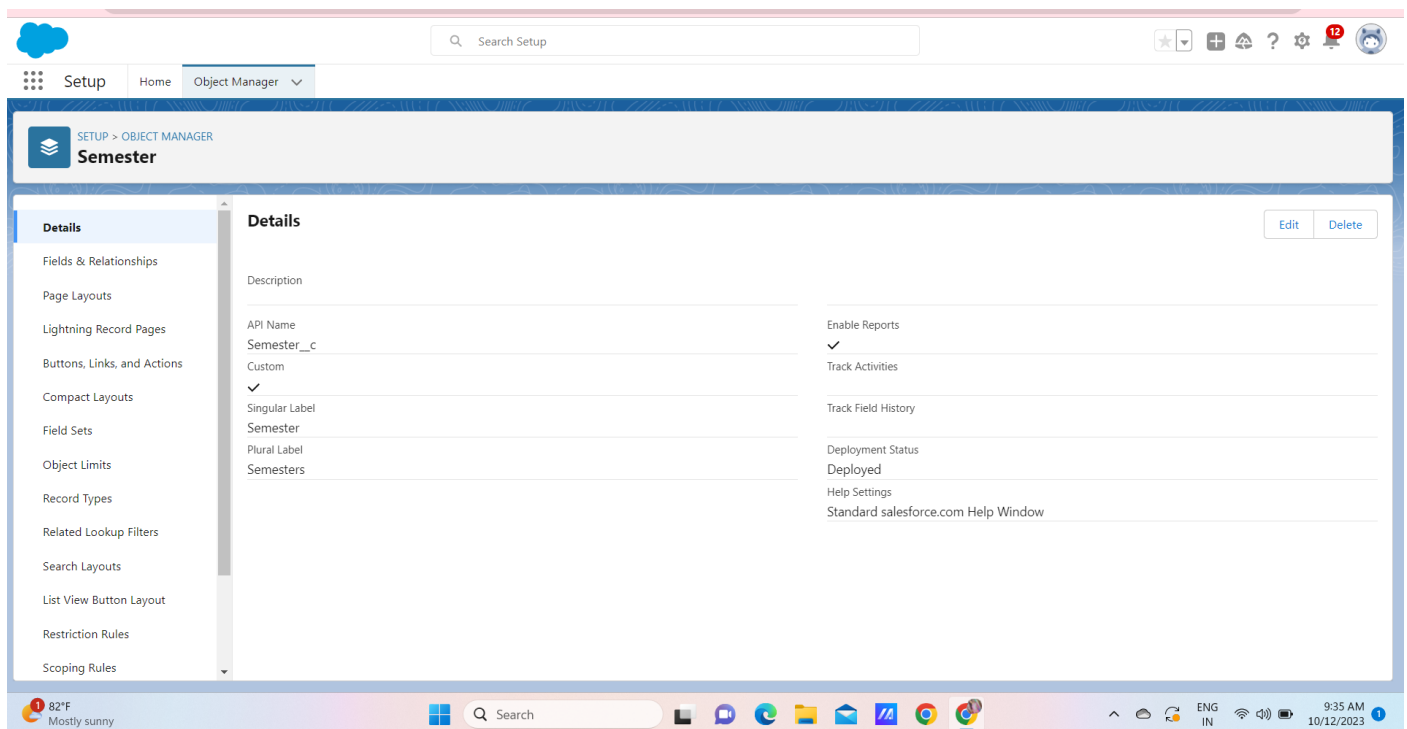 Search Setup
12
Setup Home Object Manager
SETUP > OBJECT MANAGER
Semester
Details
Fields & Relationships
Page Layouts
Lightning Record Pages
Buttons, Links, and Actions
Compact Layouts
Field Sets
Object Limits
Record Types
Related Lookup Filters
Search Layouts
List View Button Layout
Restriction Rules
Scoping Rules
Details
Edit Delete
Description
API Name
Semester__c
Custom
Singular Label
Semester
Plural Label
Semesters
Enable Reports
Track Activities
Track Field History
Deployment Status
Deployed
Help Settings
Standard salesforce.com Help Window
1
82°F
Mostly sunny
Search
ENG
IN
9:35 AM
10/12/2023
1